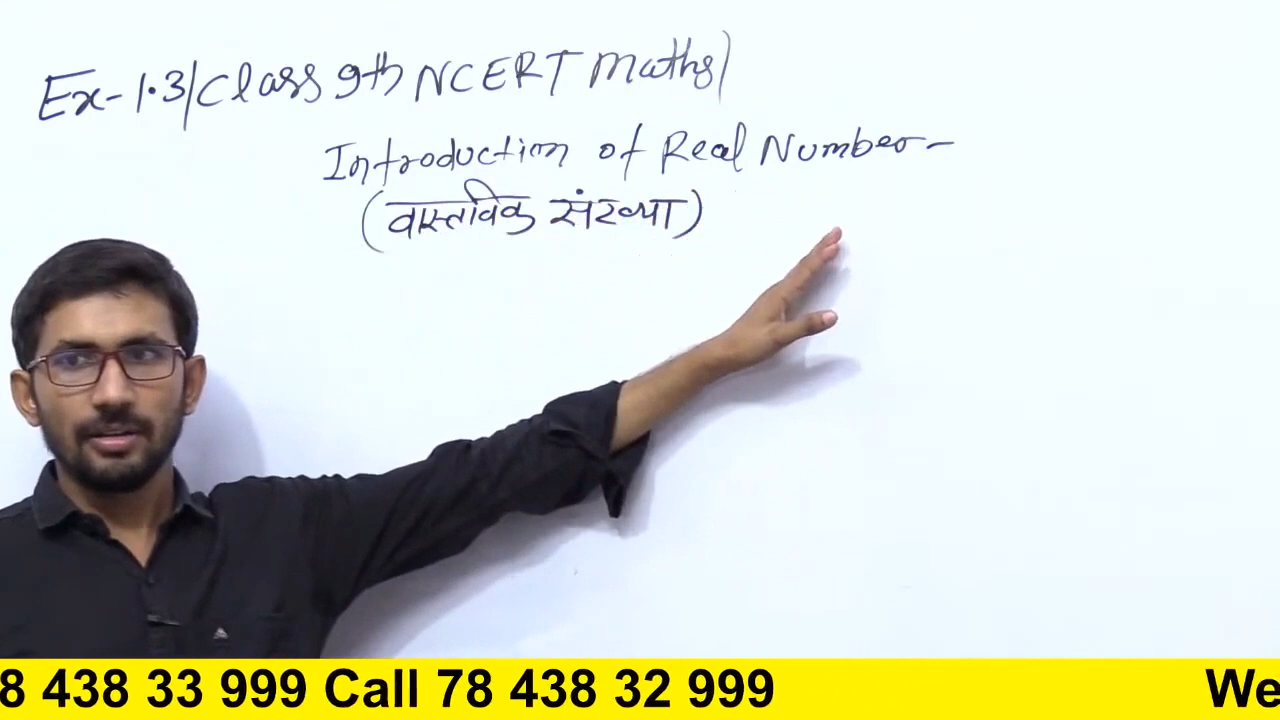 Ex-1.3/Class 9th NCERT Maths/
Introduction of Real Number-
(वास्तविक संख्या)
8 438 33 999 Call 78 438 32 999 We